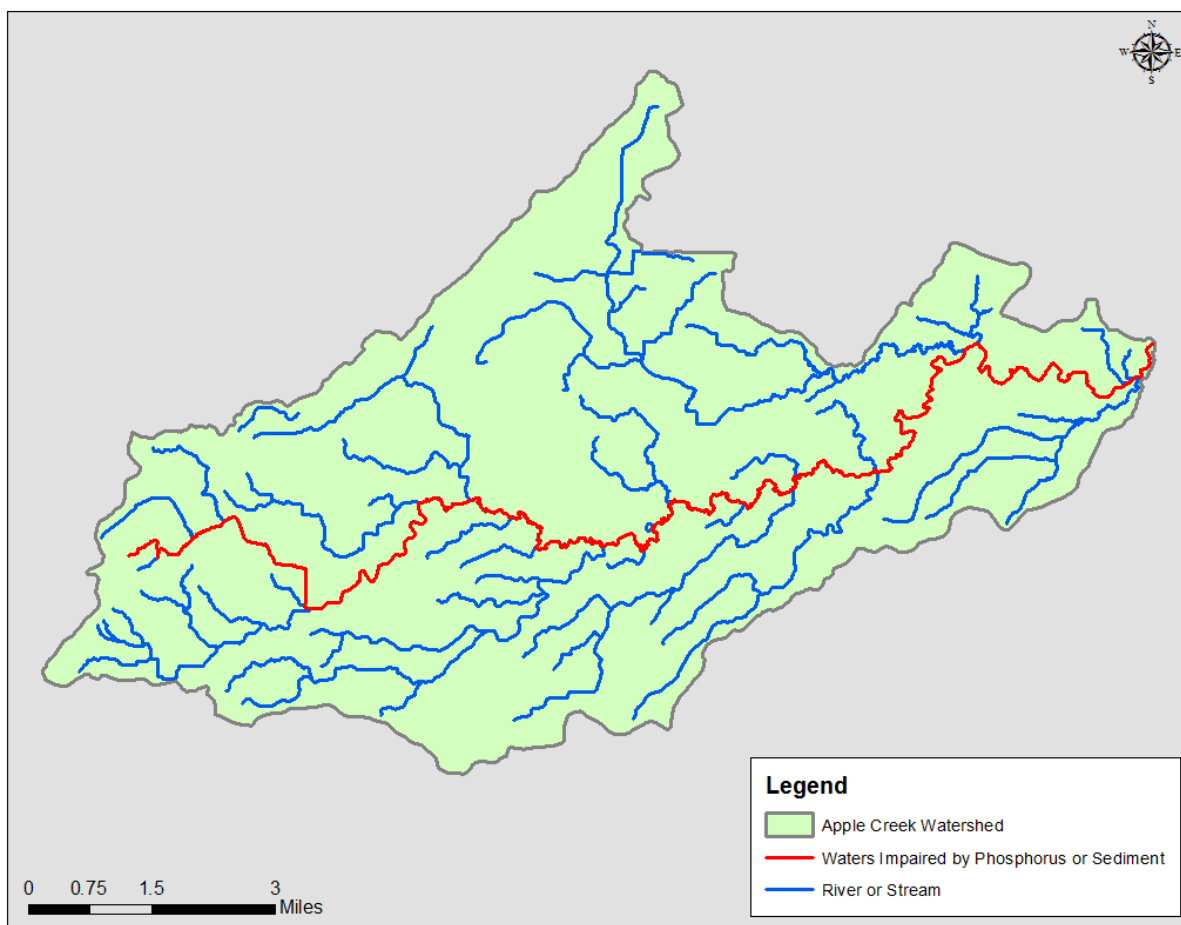 N
W E
S
Legend
Apple Creek Watershed
Waters Impaired by Phosphorus or Sediment
River or Stream
0 0.75 1.5 3
Miles